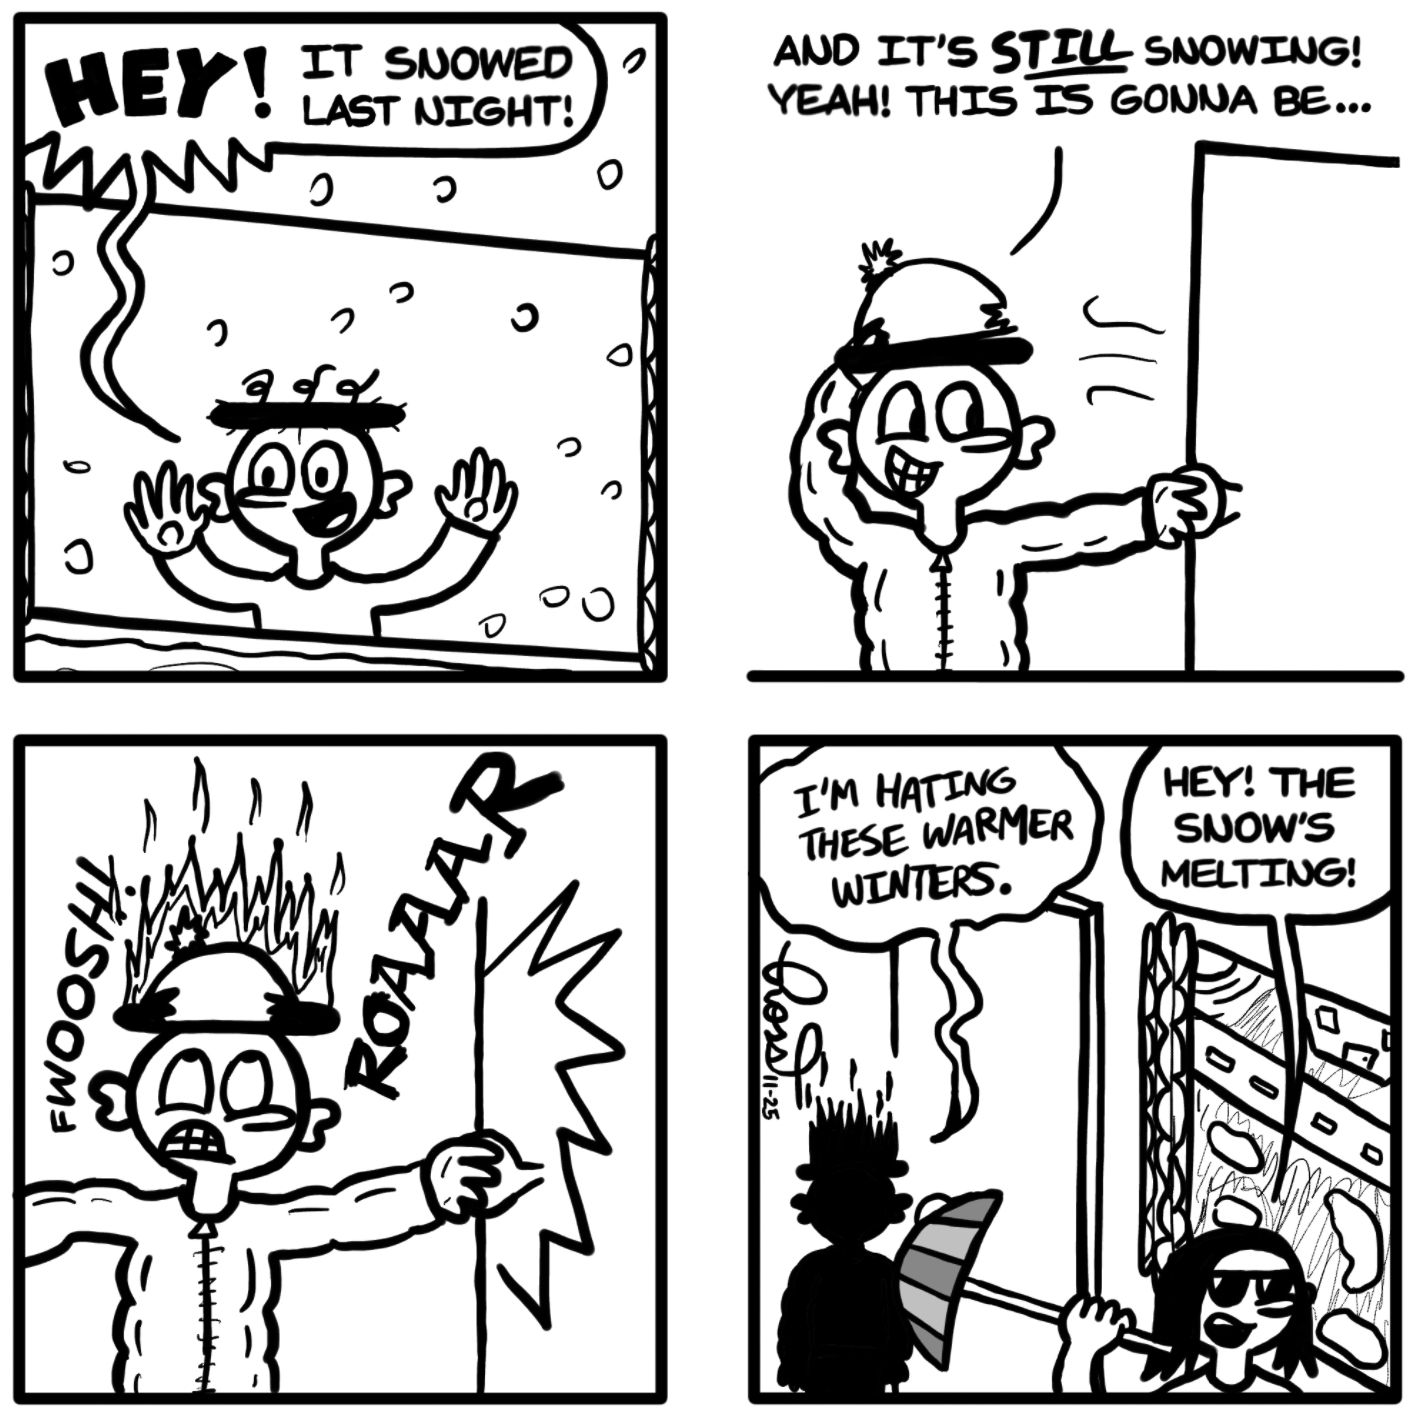 HEY! IT SNOWED
LAST NIGHT!
AND IT'S STILL SNOWING!
YEAH! THIS IS GONNA BE...
FWOOSH!
ROAAAR
I'M HATING
THESE WARMER
WINTERS.
HEY! THE
SNOW'S
MELTING!
11-25